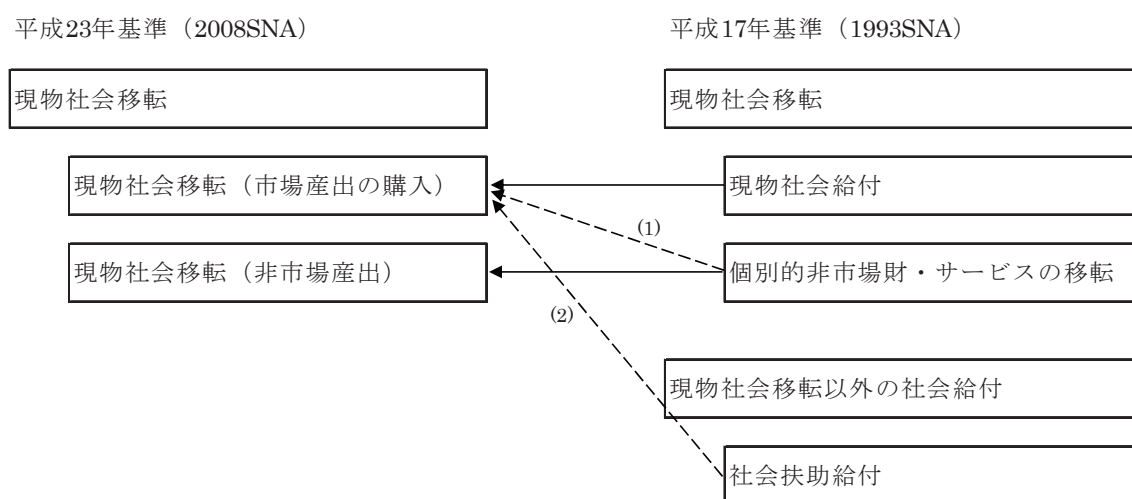 平成23年基準（2008SNA）
平成17年基準（1993SNA）
現物社会移転
現物社会移転
現物社会移転（市場産出の購入）
現物社会給付
(1)
現物社会移転（非市場産出）
個別的非市場財・サービスの移転
(2)
現物社会移転以外の社会給付
社会扶助給付